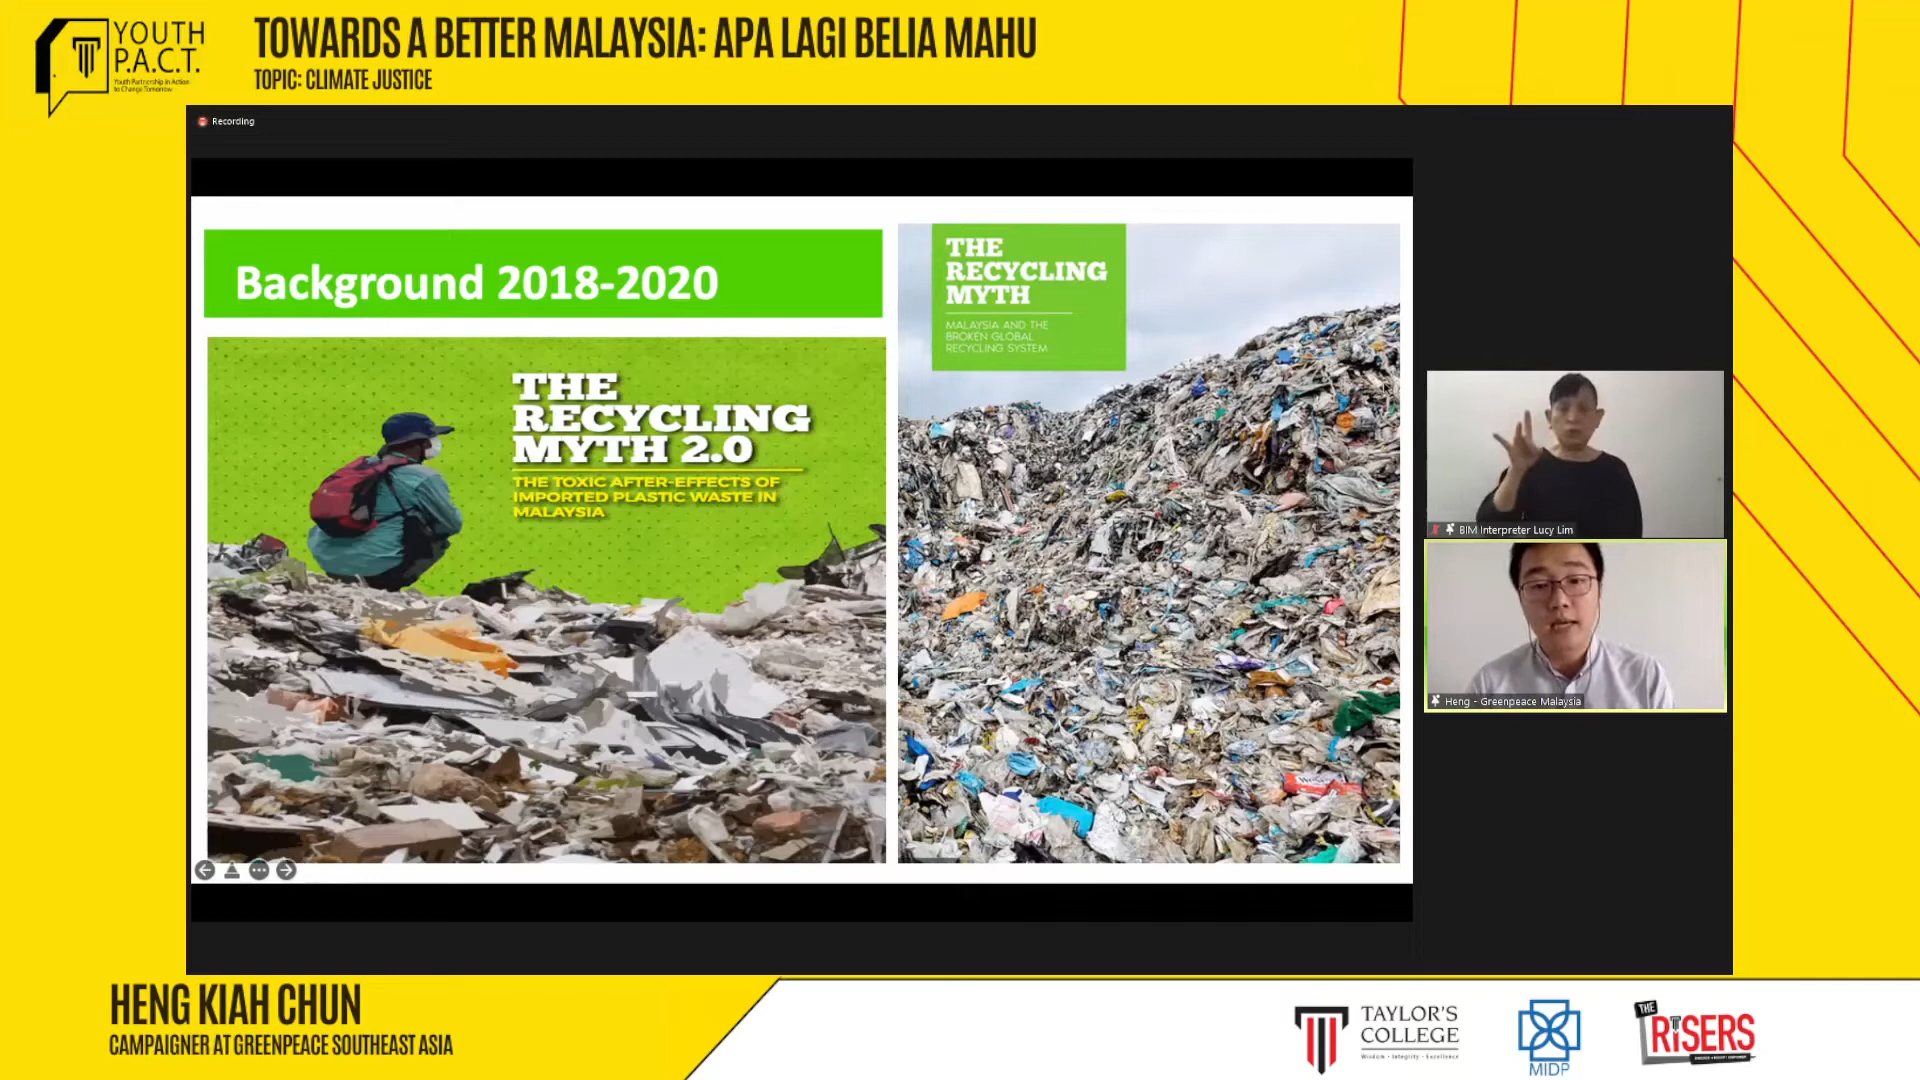 YOUTH
P.A.C.T.
Youth Partnership in Action
to Change Tomorrow
TOWARDS A BETTER MALAYSIA: APA LAGI BELIA MAHU
TOPIC: CLIMATE JUSTICE
Recording
Background 2018-2020
THE
RECYCLING
MYTH 2.0
THE TOXIC AFTER-EFFECTS OF
IMPORTED PLASTIC WASTE IN
MALAYSIA
THE
RECYCLING
MYTH
MALAYSIA AND THE
BROKEN GLOBAL
RECYCLING SYSTEM
BIM Interpreter Lucy Lim
Heng - Greenpeace Malaysia
HENG KIAH CHUN
CAMPAIGNER AT GREENPEACE SOUTHEAST ASIA
TAYLOR'S
COLLEGE
Wisdom - Integrity - Excellence
MIDP
THE
RISERS